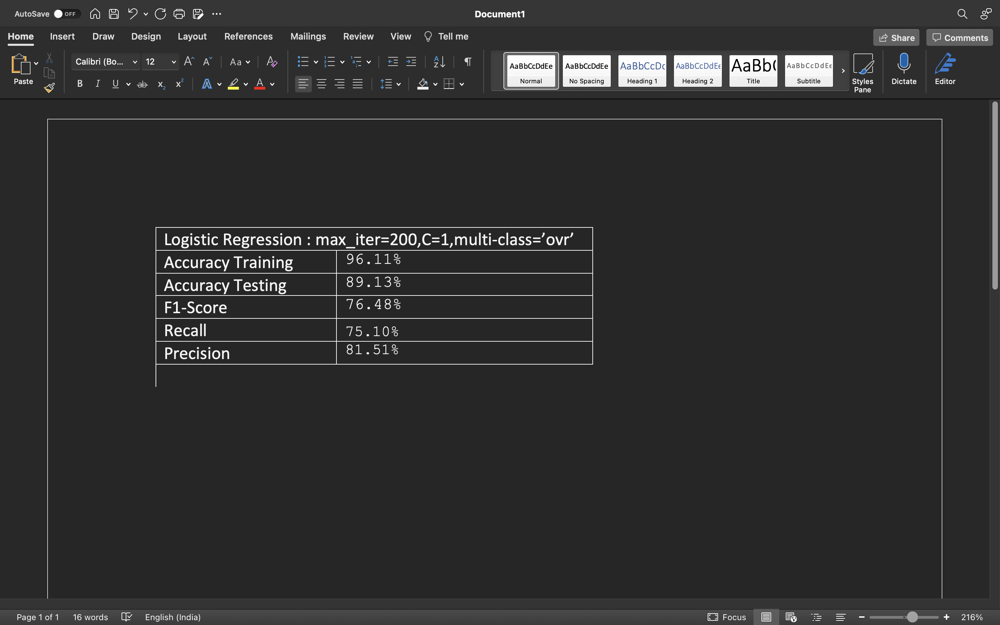 AutoSave OFF Document1
Home Insert Draw Design Layout References Mailings Review View Tell me Share Comments
Paste Calibri (Bo... 12 Aa
AaBbCcDdEe AaBbCcDdEe AaBbCcDc AaBbCcDdEe AaBb( AaBbCcDdEe
Normal No Spacing Heading 1 Heading 2 Title Subtitle
Styles Pane Dictate Editor
Logistic Regression : max_iter=200,C=1,multi-class=’ovr’
Accuracy Training 96.11%
Accuracy Testing 89.13%
F1-Score 76.48%
Recall 75.10%
Precision 81.51%
Page 1 of 1 16 words English (India) Focus 216%